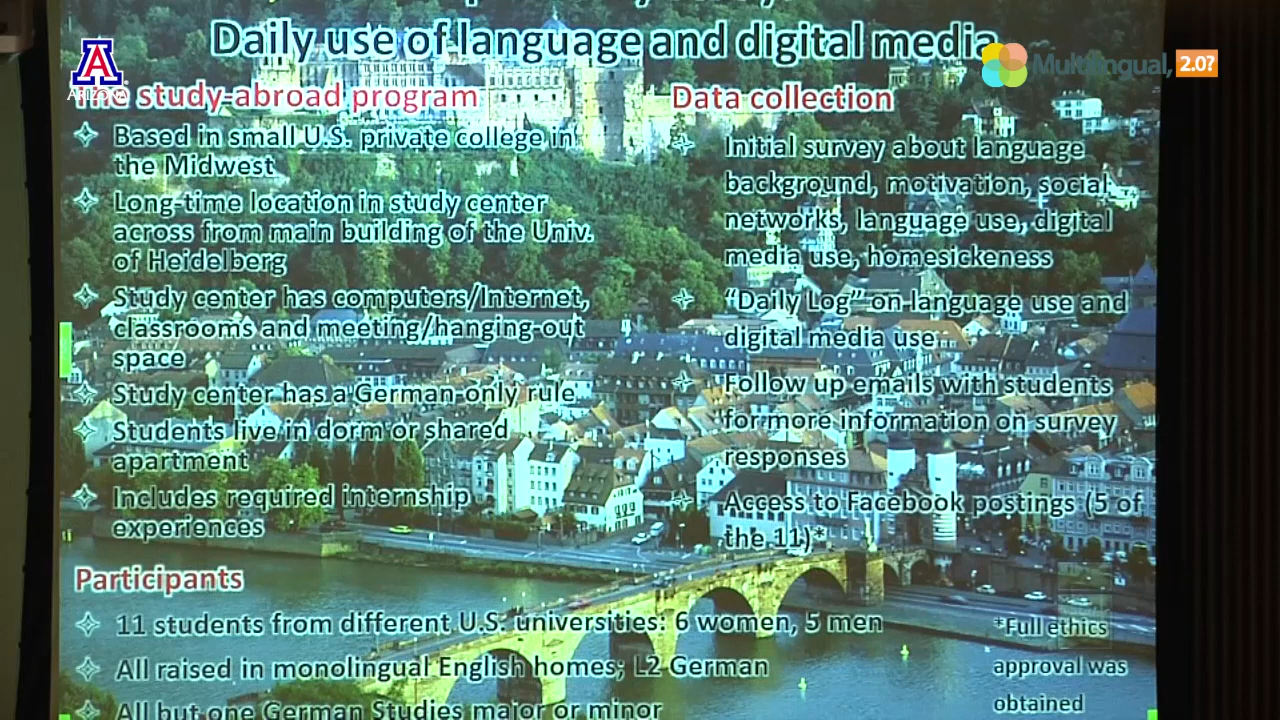 Daily use of language and digital media
A
ARIZONA
Multilingual, 2.0?
The study-abroad program
Based in small U.S. private college in
the Midwest
Long-time location in study center
across from main building of the Univ.
of Heidelberg
Study center has computers/Internet,
classrooms and meeting/hanging-out
space
Study center has a German-only rule
Students live in dorm or shared
apartment
Includes required internship
experiences
Data collection
Initial survey about language
background, motivation, social
networks, language use, digital
media use, homesickeness
“Daily Log” on language use and
digital media use
Follow up emails with students
for more information on survey
responses
Access to Facebook postings (5 of
the 11)*
Participants
11 students from different U.S. universities: 6 women, 5 men
All raised in monolingual English homes; L2 German
All but one German Studies major or minor
*Full ethics
approval was
obtained